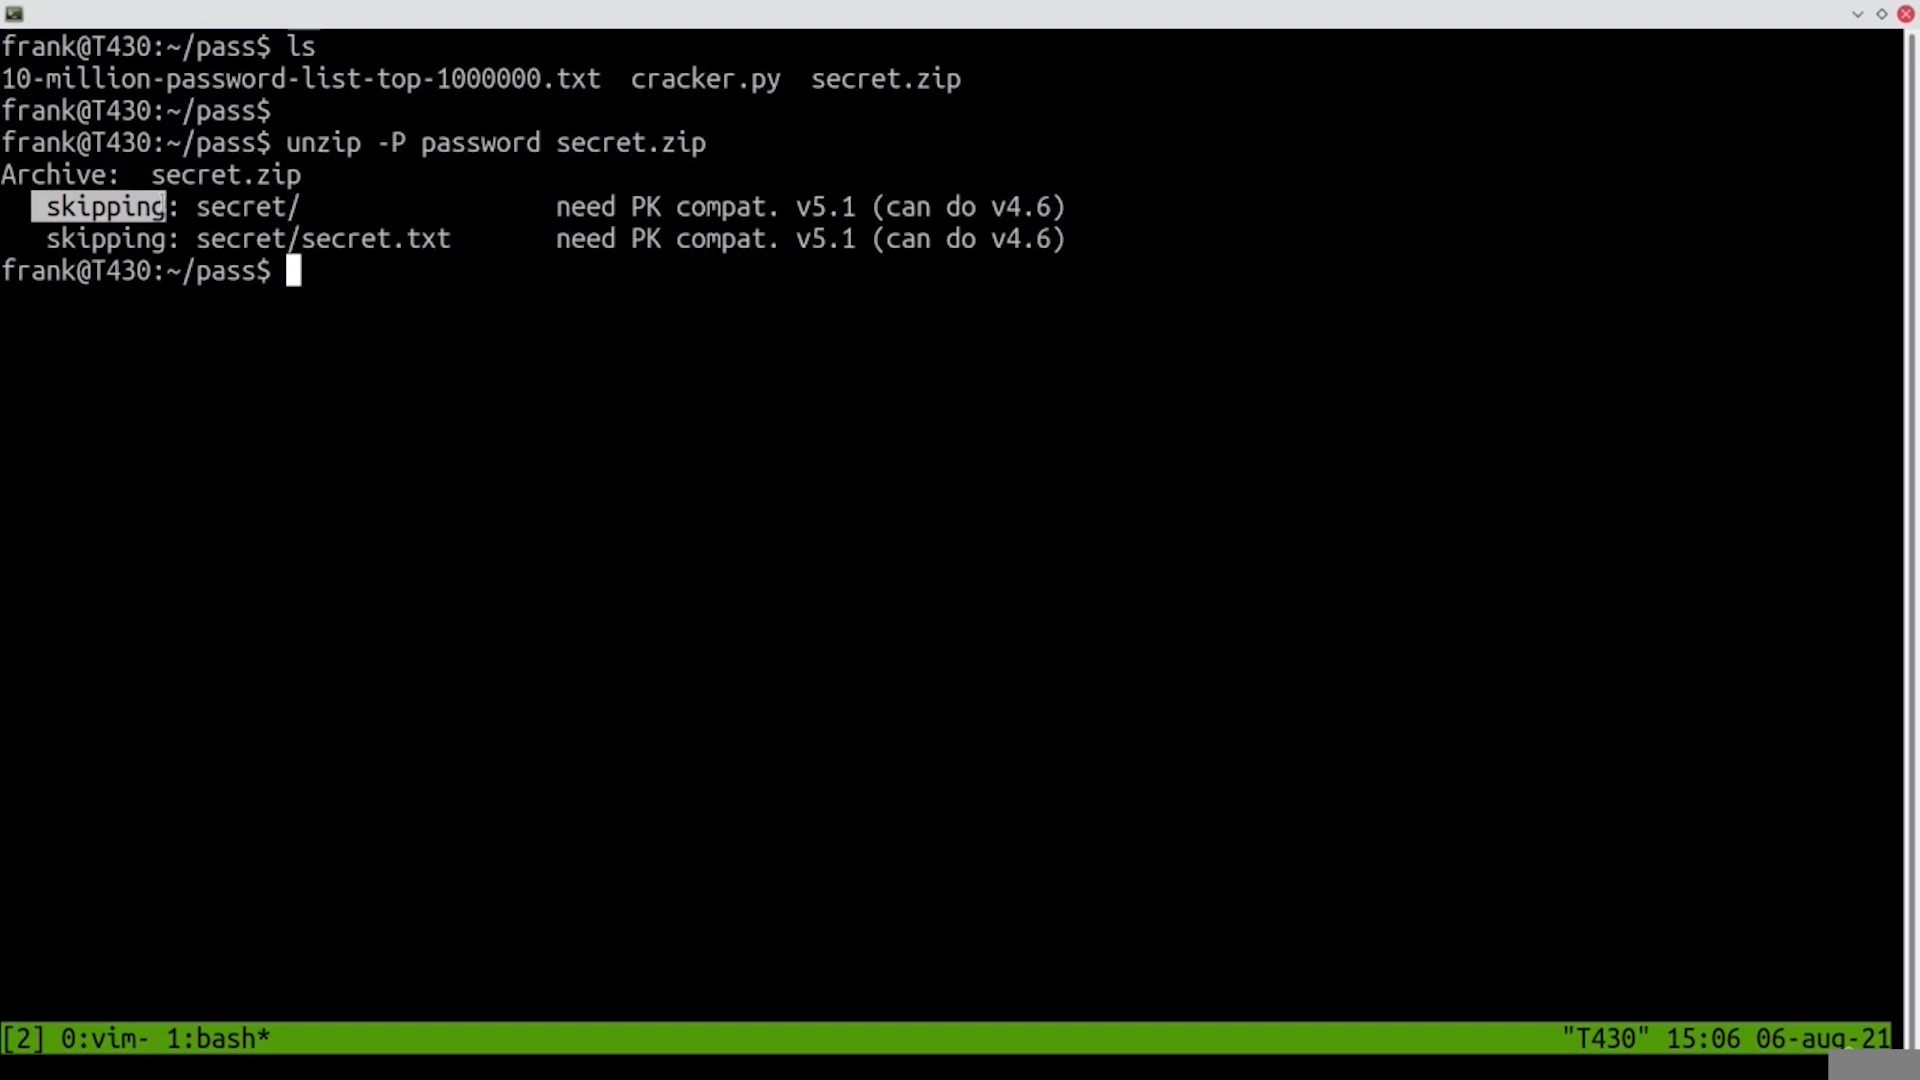 frank@T430:~/pass$ ls
10-million-password-list-top-1000000.txt  cracker.py  secret.zip
frank@T430:~/pass$
frank@T430:~/pass$ unzip -P password secret.zip
Archive:  secret.zip
   skipping: secret/                 need PK compat. v5.1 (can do v4.6)
   skipping: secret/secret.txt       need PK compat. v5.1 (can do v4.6)
frank@T430:~/pass$
[2] 0:vim- 1:bash* "T430" 15:06 06-aug-21